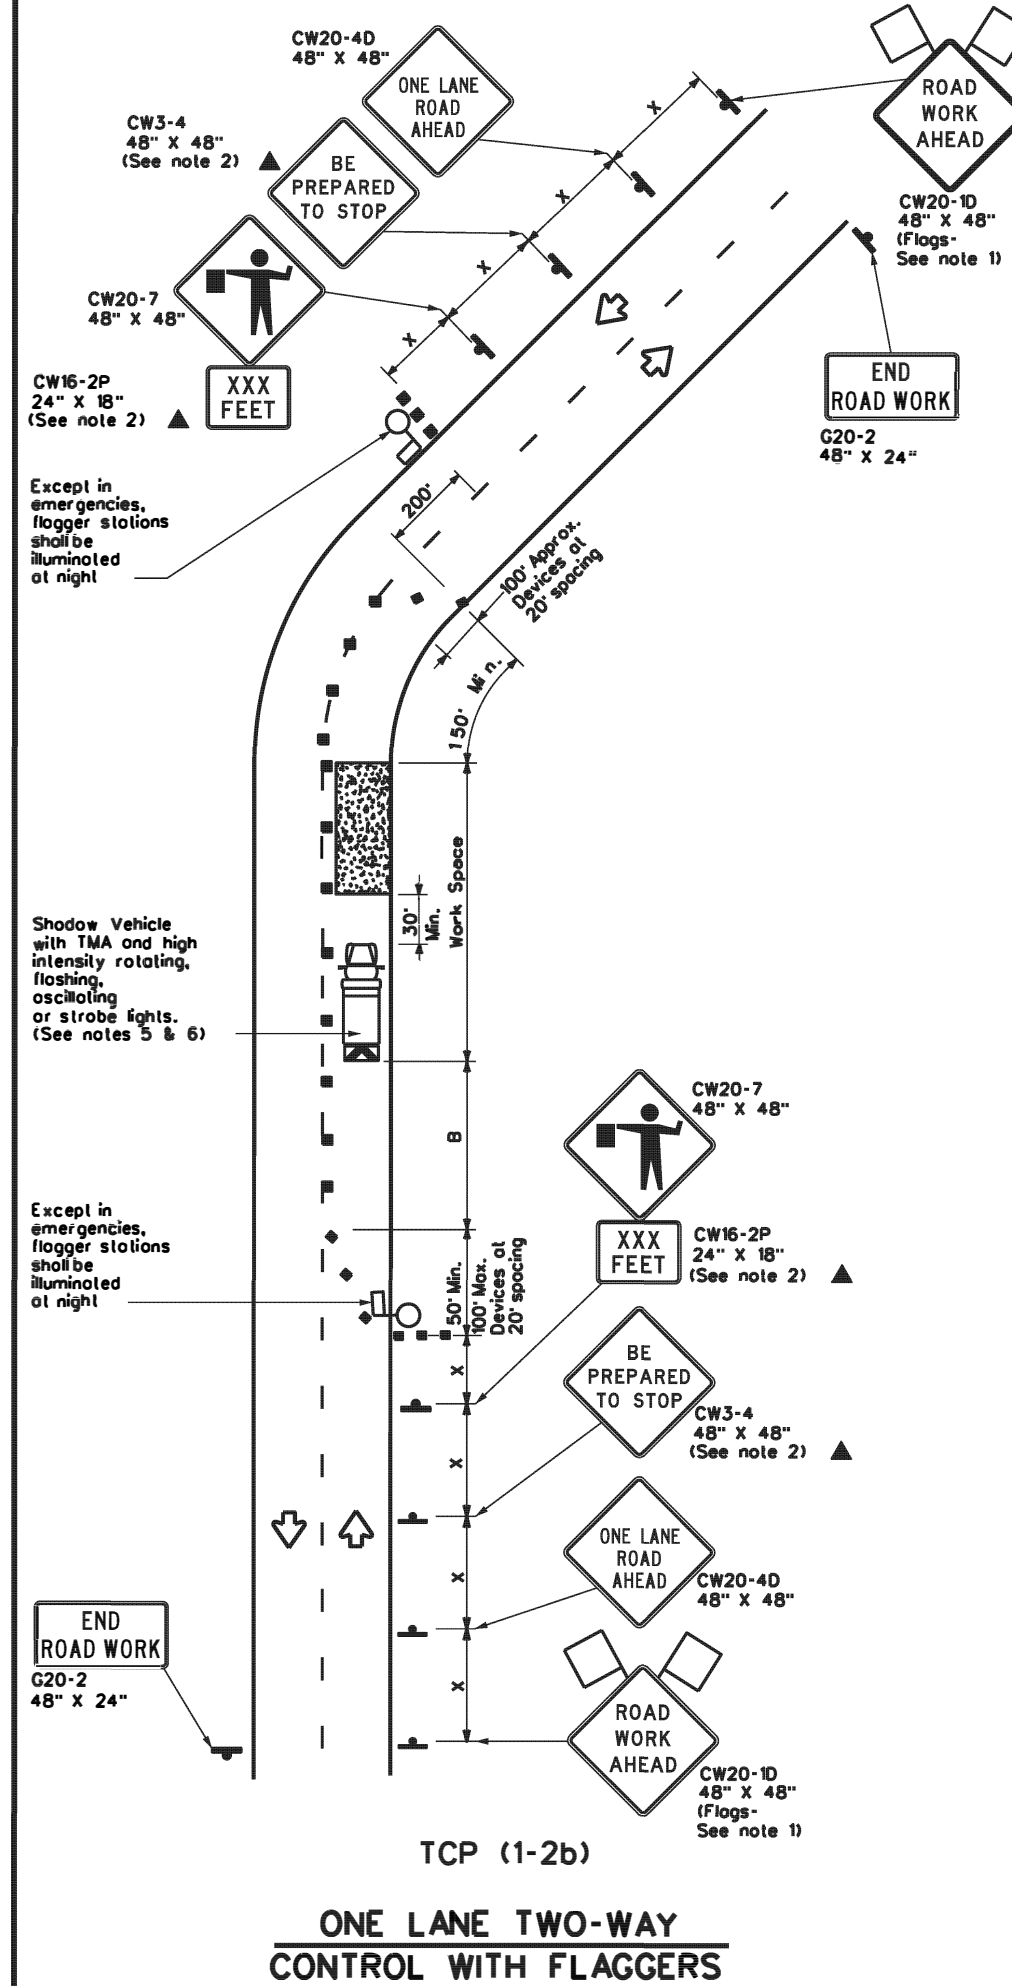 CW20-4D
48" X 48"
ONE LANE
ROAD
AHEAD
ROAD
WORK
AHEAD
CW20-1D
48" X 48"
(Flags-
See note 1)
CW3-4
48" X 48"
(See note 2)
BE
PREPARED
TO STOP
X
X
X
X
CW20-7
48" X 48"
CW16-2P
24" X 18"
(See note 2)
XXX
FEET
END
ROAD WORK
G20-2
48" X 24"
Except in
emergencies,
flagger stations
shall be
illuminated
at night
200'
100' Approx.
Devices at
20' spacing
150' Min.
Work Space
30'
Min.
Shadow Vehicle
with TMA and high
intensity rotating,
flashing,
oscillating
or strobe lights.
(See notes 5 & 6)
B
CW20-7
48" X 48"
XXX
FEET
CW16-2P
24" X 18"
(See note 2)
Except in
emergencies,
flagger stations
shall be
illuminated
at night
50' Min.
100' Max.
Devices at
20' spacing
X
BE
PREPARED
TO STOP
CW3-4
48" X 48"
(See note 2)
X
ONE LANE
ROAD
AHEAD
CW20-4D
48" X 48"
X
END
ROAD WORK
G20-2
48" X 24"
X
ROAD
WORK
AHEAD
CW20-1D
48" X 48"
(Flags-
See note 1)
TCP (1-2b)
ONE LANE TWO-WAY
CONTROL WITH FLAGGERS